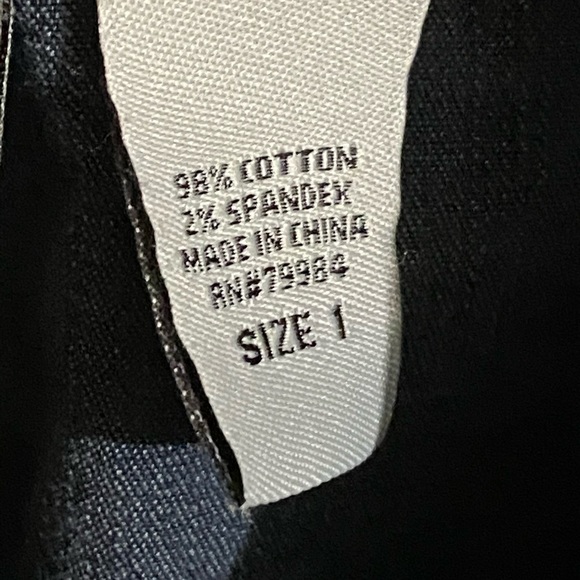 98% COTTON
2% SPANDEX
MADE IN CHINA
RN#79984
SIZE 1